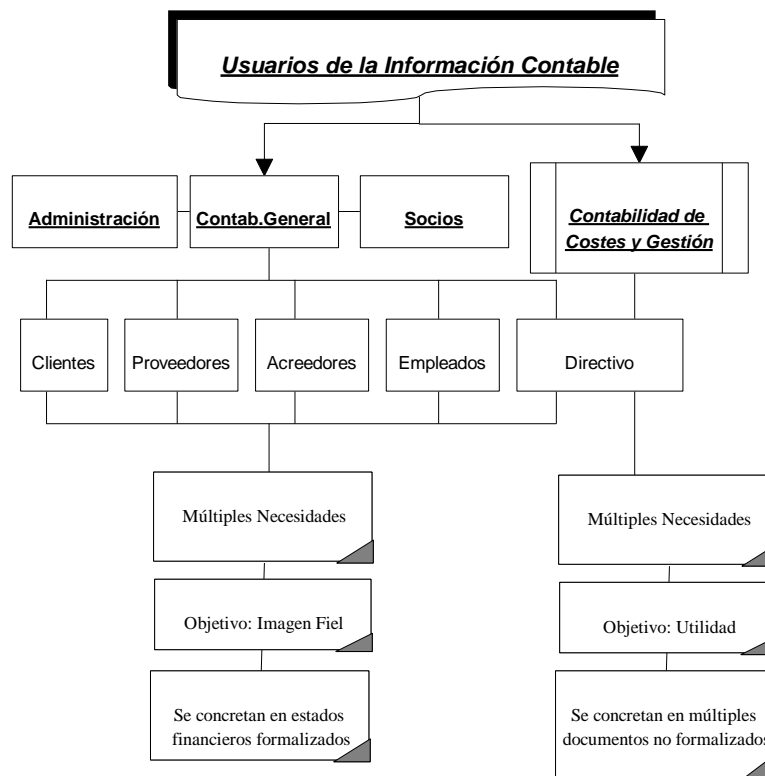 Usuarios de la Información Contable
Administración
Contab.General
Socios
Contabilidad de
Costes y Gestión
Clientes
Proveedores
Acreedores
Empleados
Directivo
Múltiples Necesidades
Múltiples Necesidades
Objetivo: Imagen Fiel
Objetivo: Utilidad
Se concretan en estados
financieros formalizados
Se concretan en múltiples
documentos no formalizados